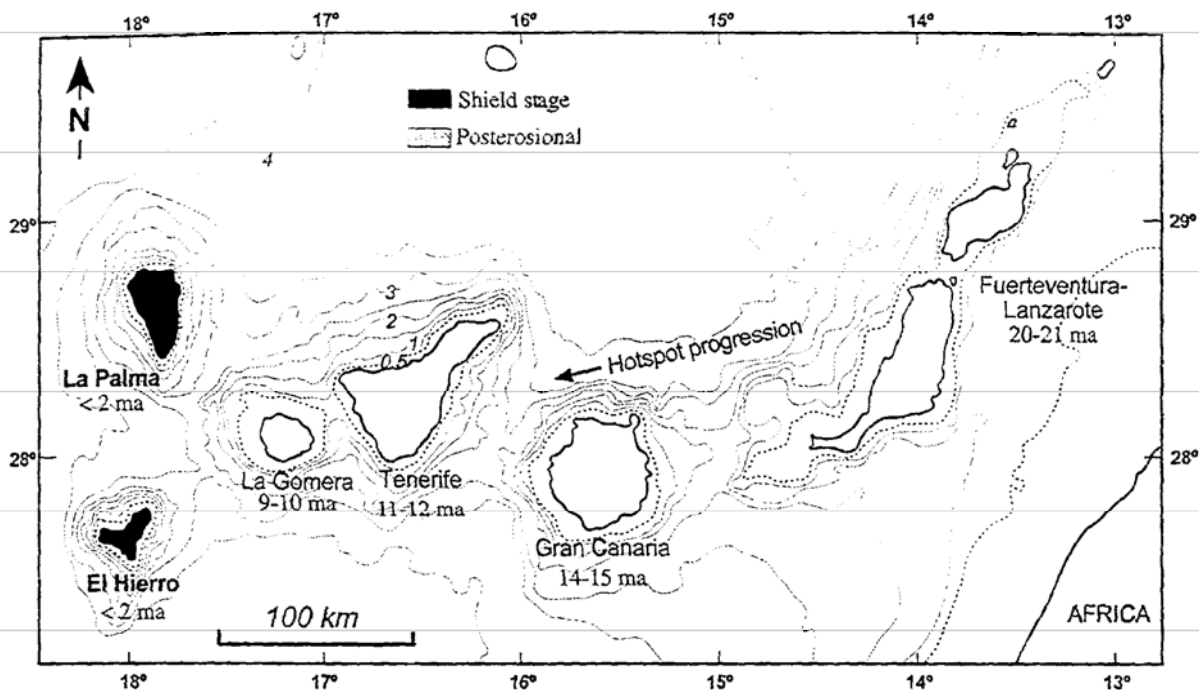 18° 17° 16° 15° 14° 13°
N
Shield stage
Posterosional
4
29° 29°
3
2
1
0.5
Hotspot progression
Fuerteventura-
Lanzarote
20-21 ma
La Palma
< 2 ma
28° 28°
La Gomera
9-10 ma
Tenerife
11-12 ma
Gran Canaria
14-15 ma
El Hierro
< 2 ma
100 km
AFRICA
18° 17° 16° 15° 14° 13°